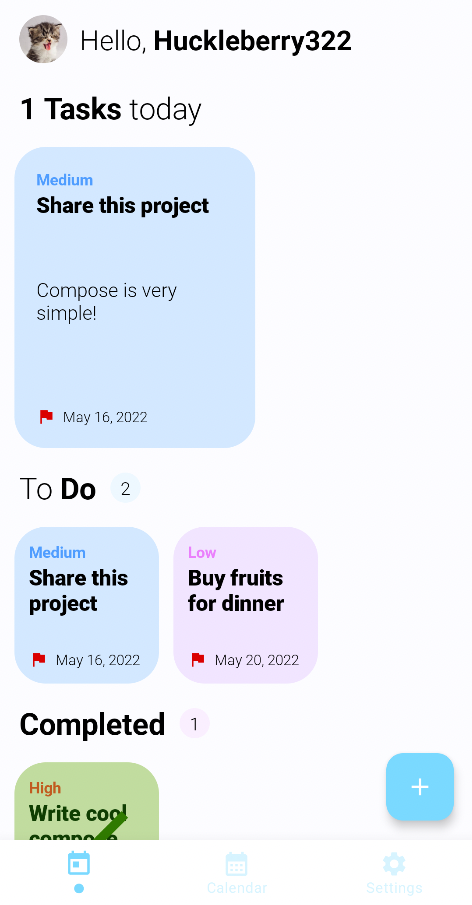 Hello, Huckleberry322
1 Tasks today
Medium
Share this project
Compose is very
simple!
May 16, 2022
To Do 2
Medium
Share this
project
May 16, 2022
Low
Buy fruits
for dinner
May 20, 2022
Completed 1
High
Write cool
compose
+
Calendar
Settings